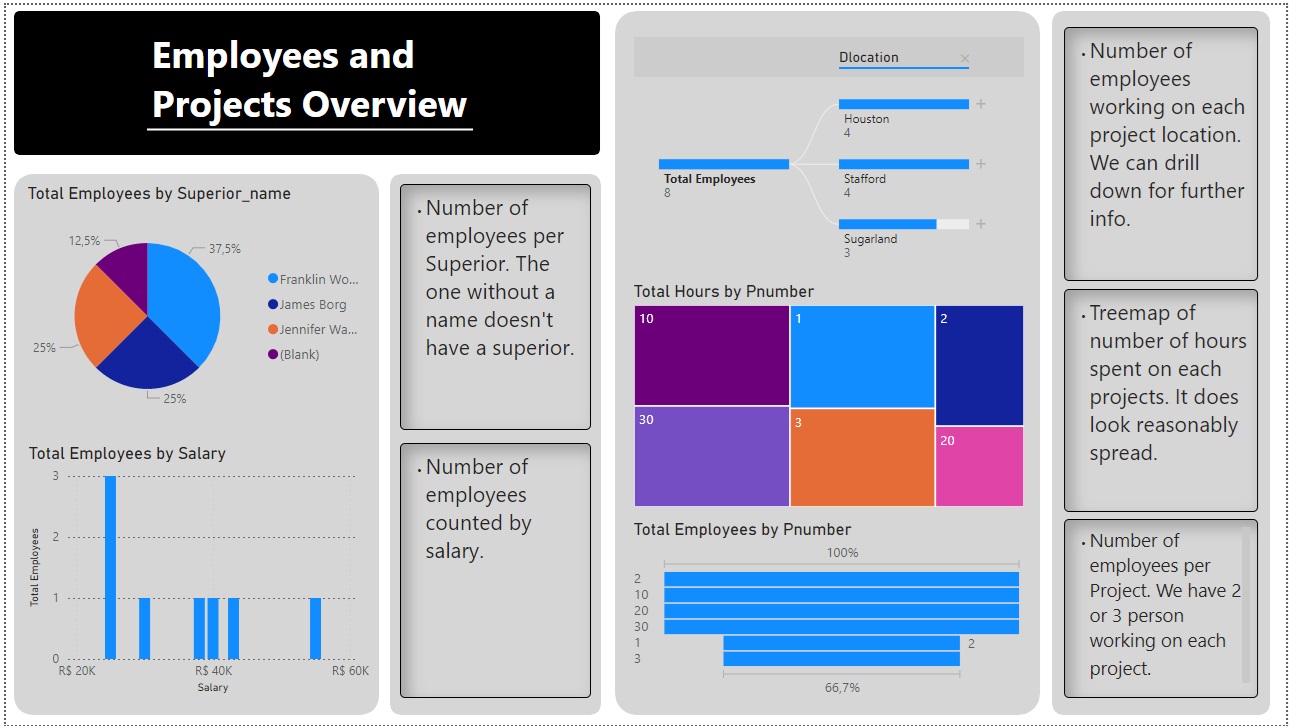 Employees and
Projects Overview
Total Employees by Superior_name
12,5%
37,5%
25%
25%
Franklin Wo...
James Borg
Jennifer Wa...
(Blank)
• Number of
employees per
Superior. The
one without a
name doesn't
have a superior.
Total Employees by Salary
3
2
1
0
Total Employees
R$ 20K
R$ 40K
R$ 60K
Salary
• Number of
employees
counted by
salary.
Dlocation
Total Employees
8
Houston
4
Stafford
4
Sugarland
3
Total Hours by Pnumber
10
1
2
30
3
20
Total Employees by Pnumber
100%
2
10
20
30
1
2
3
66,7%
• Number of
employees
working on each
project location.
We can drill
down for further
info.
• Treemap of
number of hours
spent on each
projects. It does
look reasonably
spread.
• Number of
employees per
Project. We have 2
or 3 person
working on each
project.